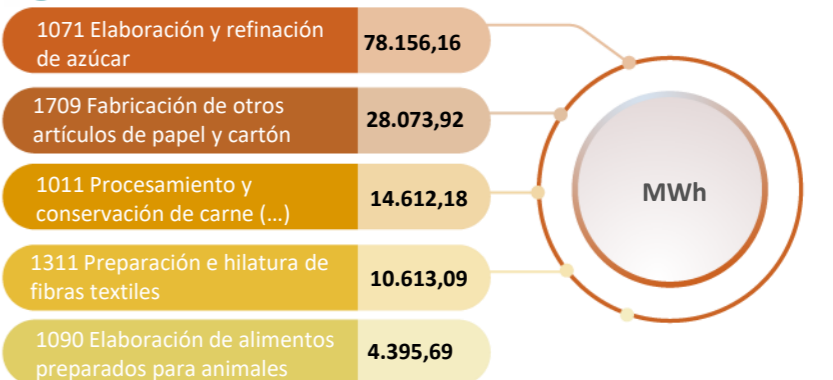 1071 Elaboración y refinación
de azúcar
78.156,16
1709 Fabricación de otros
artículos de papel y cartón
28.073,92
1011 Procesamiento y
conservación de carne (...)
14.612,18
1311 Preparación e hilatura de
fibras textiles
10.613,09
1090 Elaboración de alimentos
preparados para animales
4.395,69
MWh